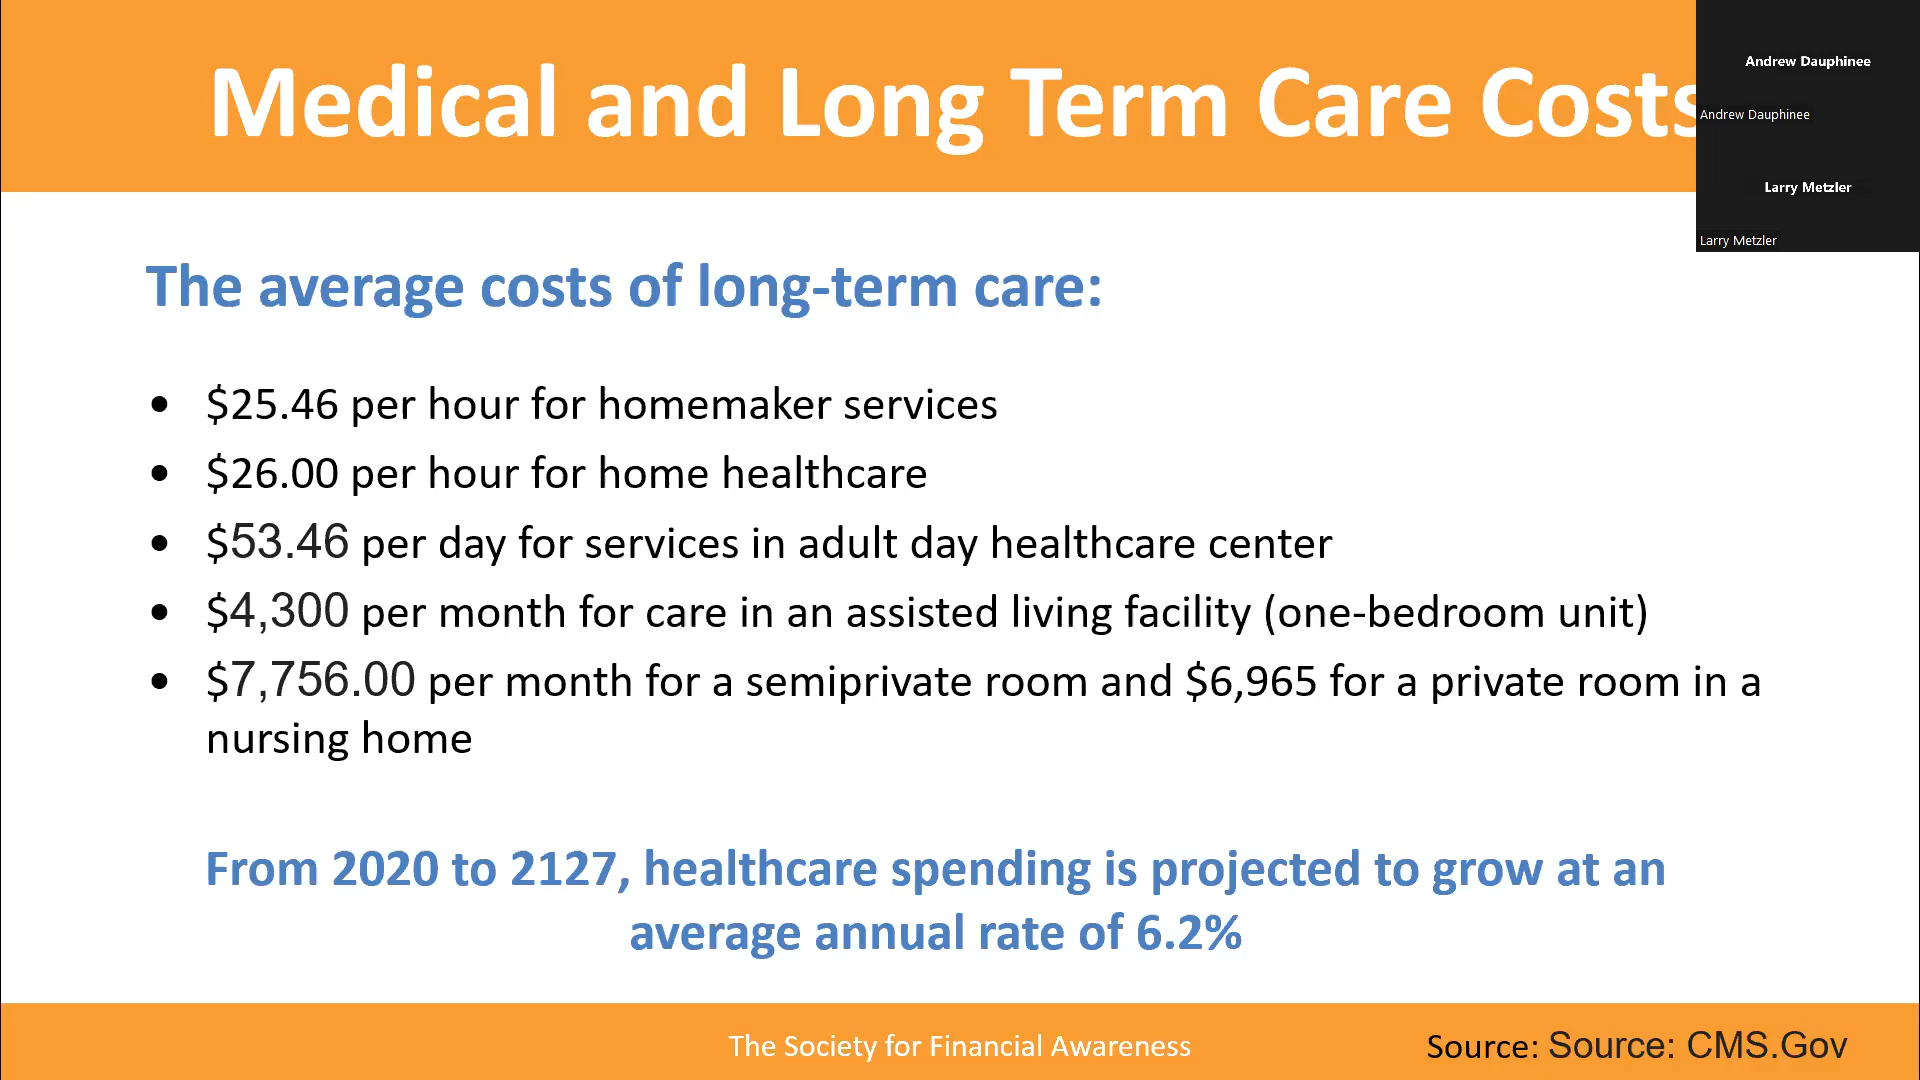 Medical and Long Term Care Costs
Andrew Dauphinee
Andrew Dauphinee
Larry Metzler
Larry Metzler
The average costs of long-term care:
• $25.46 per hour for homemaker services
• $26.00 per hour for home healthcare
• $53.46 per day for services in adult day healthcare center
• $4,300 per month for care in an assisted living facility (one-bedroom unit)
• $7,756.00 per month for a semiprivate room and $6,965 for a private room in a
nursing home
From 2020 to 2127, healthcare spending is projected to grow at an
average annual rate of 6.2%
The Society for Financial Awareness
Source: Source: CMS.Gov